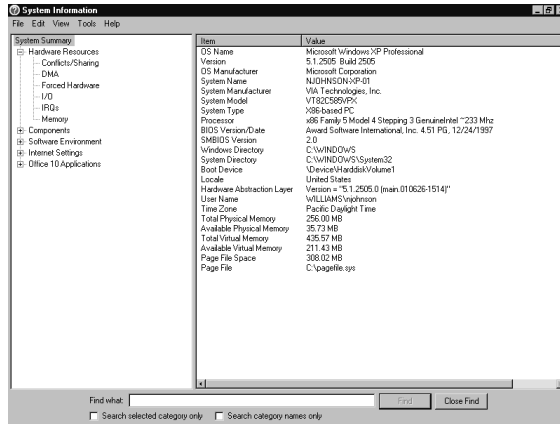 System Information
File Edit View Tools Help
System Summary
Hardware Resources
Conflicts/Sharing
DMA
Forced Hardware
I/O
IRQs
Memory
Components
Software Environment
Internet Settings
Office 10 Applications
Item Value
OS Name Microsoft Windows XP Professional
Version 5.1.2505 Build 2505
OS Manufacturer Microsoft Corporation
System Name NJOHNSON-XP-01
System Manufacturer VIA Technologies, Inc.
System Model VT82C585VPX
System Type X86-based PC
Processor x86 Family 5 Model 4 Stepping 3 GenuineIntel ~233 Mhz
BIOS Version/Date Award Software International, Inc. 4.51 PG, 12/24/1997
SMBIOS Version 2.0
Windows Directory C:\WINDOWS
System Directory C:\WINDOWS\System32
Boot Device \Device\HarddiskVolume1
Locale United States
Hardware Abstraction Layer Version = "5.1.2505.0 (main.010626-1514)"
User Name WILLIAMS\njohnson
Time Zone Pacific Daylight Time
Total Physical Memory 256.00 MB
Available Physical Memory 35.73 MB
Total Virtual Memory 435.57 MB
Available Virtual Memory 211.43 MB
Page File Space 308.02 MB
Page File C:\pagefile.sys
Find what: Find Close Find
Search selected category only Search category names only